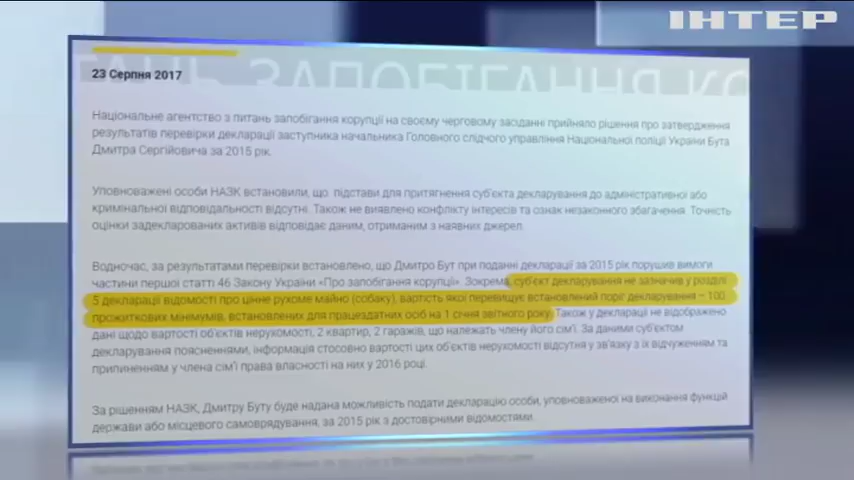 ІНТЕР
23 Серпня 2017
Національне агентство з питань запобігання корупції на своєму черговому засіданні прийняло рішення про затвердження
результатів перевірки декларації заступника начальника Головного слідчого управління Національної поліції України Бута
Дмитра Сергійовича за 2015 рік.
Уповноважені особи НАЗК встановили, що підстави для притягнення суб'єкта декларування до адміністративної або
кримінальної відповідальності відсутні. Також не виявлено конфлікту інтересів та ознак незаконного збагачення. Точність
оцінки задекларованих активів відповідає даним, отриманим з наявних джерел.
Водночас, за результатами перевірки встановлено, що Дмитро Бут при поданні декларації за 2015 рік порушив вимоги
частини першої статті 46 Закону України «Про запобігання корупції». Зокрема, суб'єкт декларування не зазначив у розділі
5 декларації відомості про цінне рухоме майно (собаку), вартість якої перевищує встановлений поріг декларування – 100
прожиткових мінімумів, встановлених для працездатних осіб на 1 січня звітного року. Також у декларації не відображено
дані щодо вартості об'єктів нерухомості, 2 квартир, 2 гаражів, що належать члену його сім'ї. За даними суб'єктом
декларування поясненнями, інформація стосовно вартості цих об'єктів нерухомості відсутня у зв'язку з їх відчуженням та
припиненням у члена сім'ї права власності на них у 2016 році.
За рішенням НАЗК, Дмитру Буту буде надана можливість подати декларацію особи, уповноваженої на виконання функцій
держави або місцевого самоврядування, за 2015 рік з достовірними відомостями.